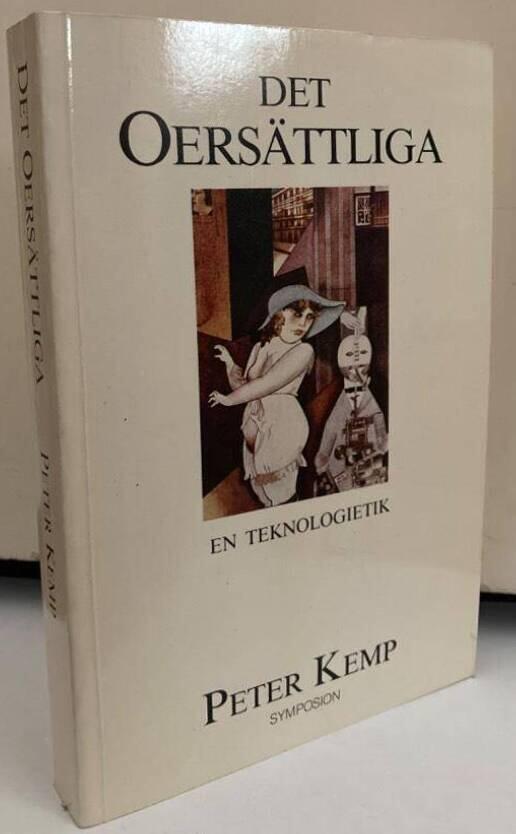 DET
OERSÄTTLIGA
EN TEKNOLOGIETIK
PETER KEMP
SYMPOSION
DET OERSÄTTLIGA PETER KEMP